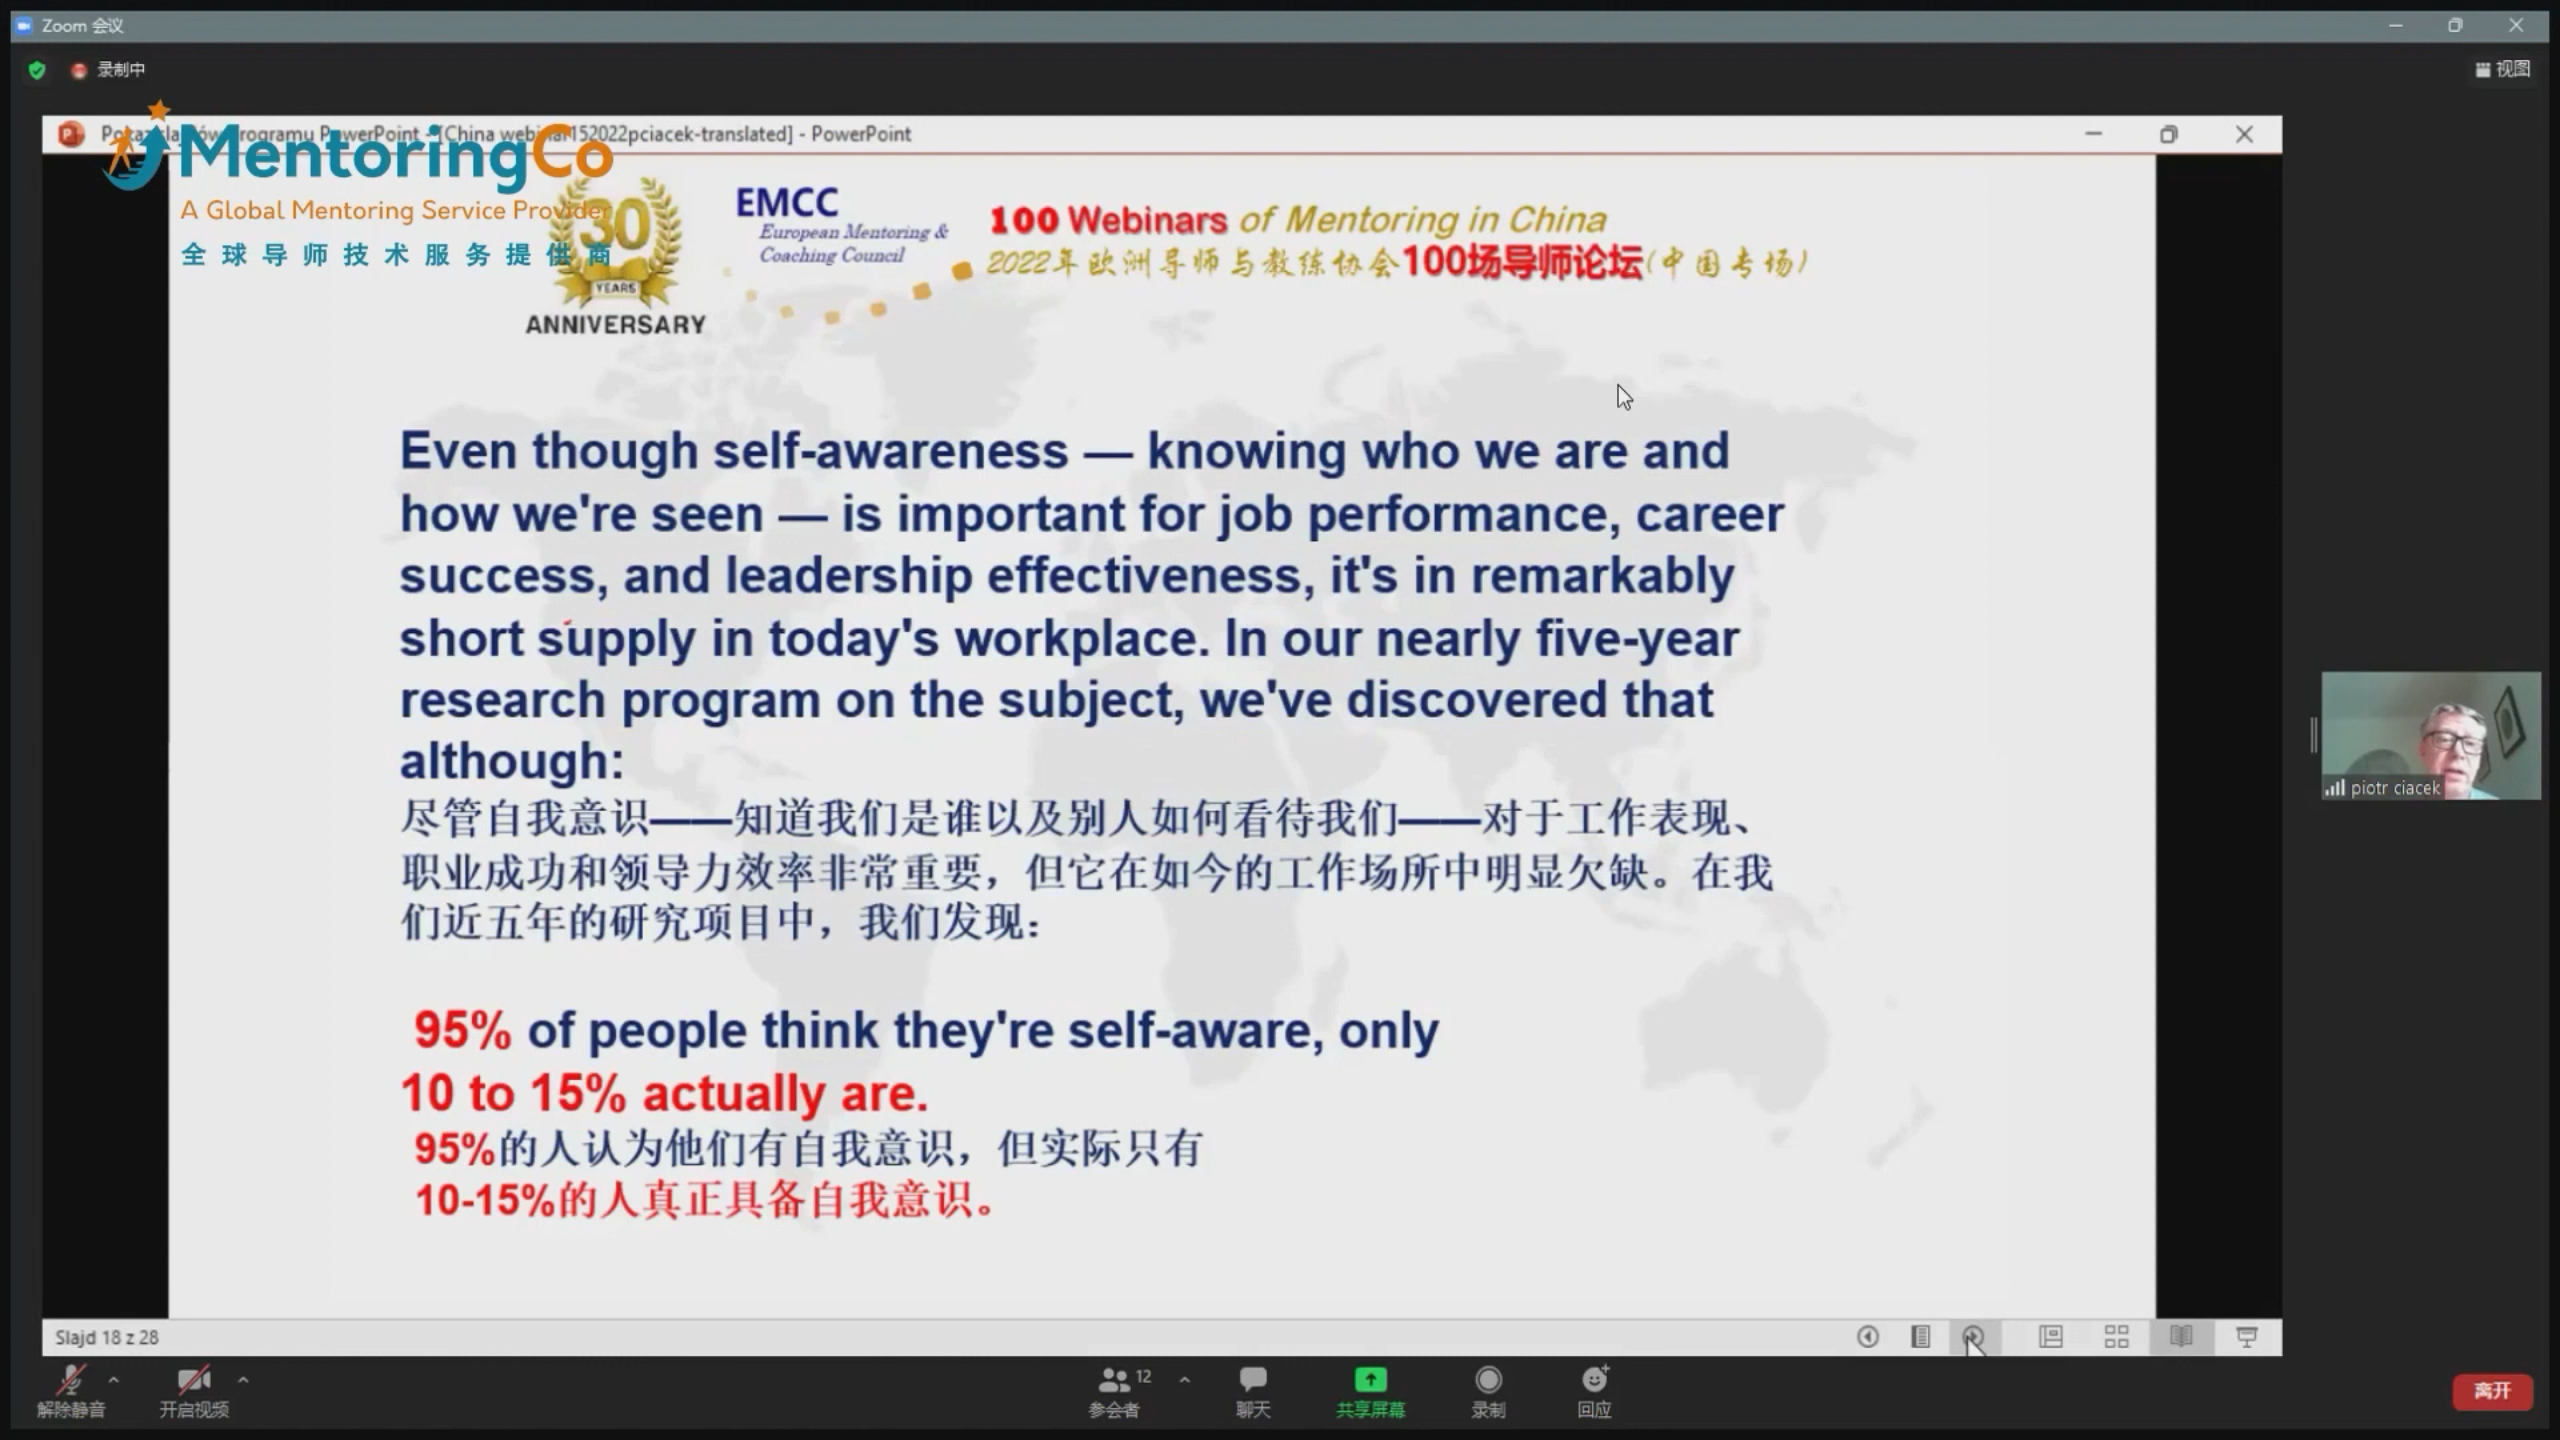 Zoom 会议
录制中
视图
Pokaz slajdów programu PowerPoint - [China webinar152022pciacek-translated] - PowerPoint
MentoringCo
A Global Mentoring Service Provider
全球导师技术服务提供商
30
YEARS
ANNIVERSARY
EMCC
European Mentoring &
Coaching Council
100 Webinars of Mentoring in China
2022年欧洲导师与教练协会100场导师论坛(中国专场)
Even though self-awareness — knowing who we are and
how we're seen — is important for job performance, career
success, and leadership effectiveness, it's in remarkably
short supply in today's workplace. In our nearly five-year
research program on the subject, we've discovered that
although:
尽管自我意识——知道我们是谁以及别人如何看待我们——对于工作表现、
职业成功和领导力效率非常重要，但它在如今的工作场所中明显欠缺。在我
们近五年的研究项目中，我们发现：
95% of people think they're self-aware, only
10 to 15% actually are.
95%的人认为他们有自我意识，但实际只有
10-15%的人真正具备自我意识。
piotr ciacek
Slajd 18 z 28
解除静音
开启视频
12
参会者
聊天
共享屏幕
录制
回应
离开